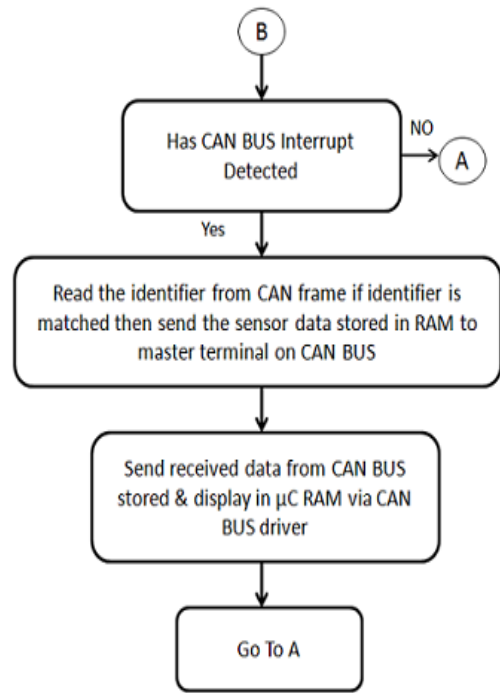 B
Has CAN BUS Interrupt
Detected
NO
A
Yes
Read the identifier from CAN frame if identifier is
matched then send the sensor data stored in RAM to
master terminal on CAN BUS
Send received data from CAN BUS
stored & display in µC RAM via CAN
BUS driver
Go To A